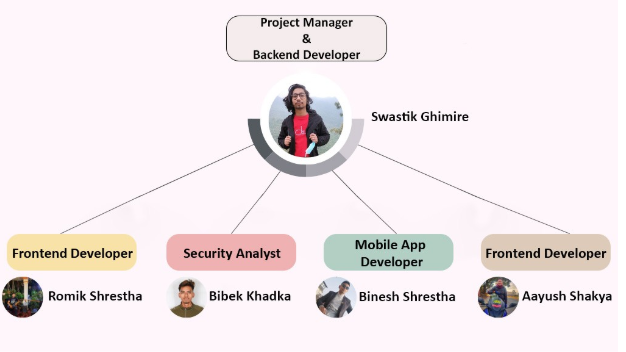 Project Manager
&
Backend Developer
Swastik Ghimire
Frontend Developer
Security Analyst
Mobile App
Developer
Frontend Developer
Romik Shrestha
Bibek Khadka
Binesh Shrestha
Aayush Shakya